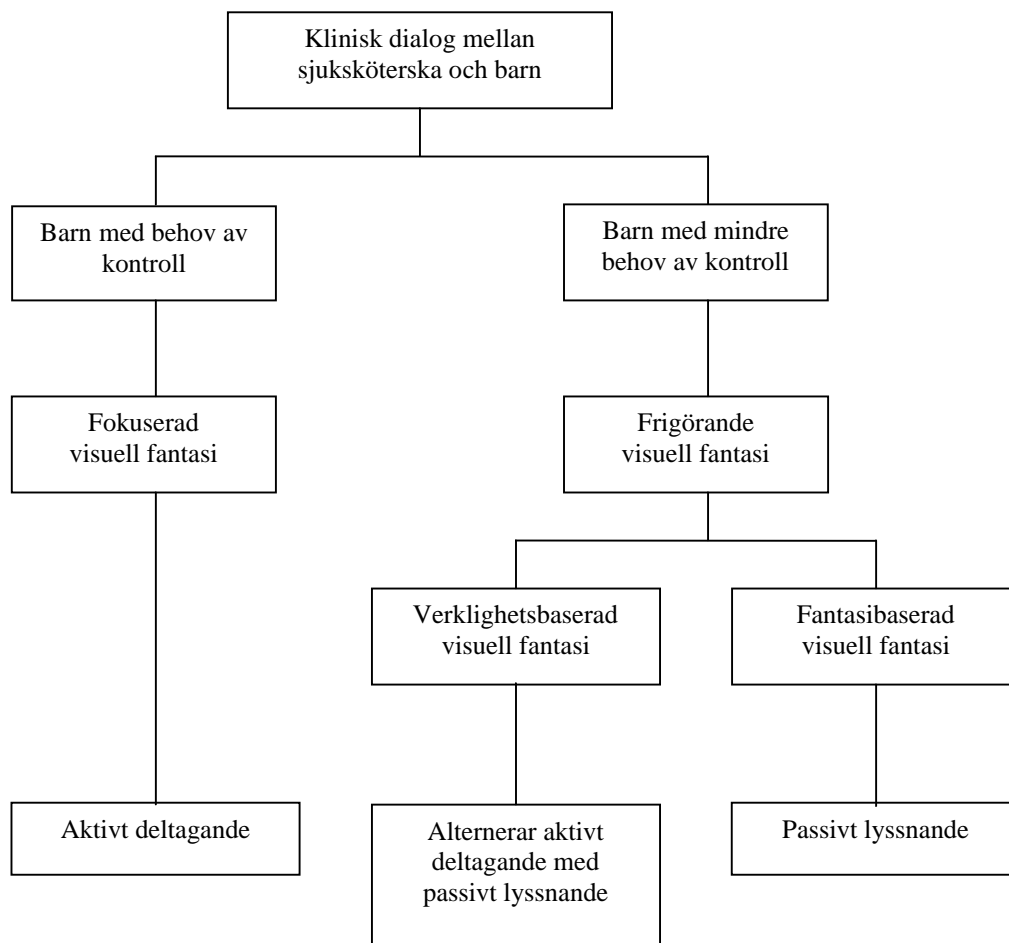 Klinisk dialog mellan
sjuksköterska och barn
Barn med behov av
kontroll
Barn med mindre
behov av kontroll
Fokuserad
visuell fantasi
Frigörande
visuell fantasi
Verklighetsbaserad
visuell fantasi
Fantasibaserad
visuell fantasi
Aktivt deltagande
Alternerar aktivt
deltagande med
passivt lyssnande
Passivt lyssnande